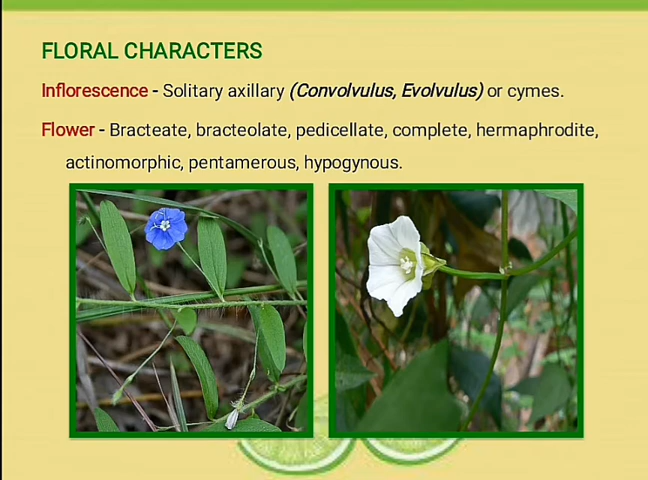 FLORAL CHARACTERS
Inflorescence - Solitary axillary (Convolvulus, Evolvulus) or cymes.
Flower - Bracteate, bracteolate, pedicellate, complete, hermaphrodite,
actinomorphic, pentamerous, hypogynous.